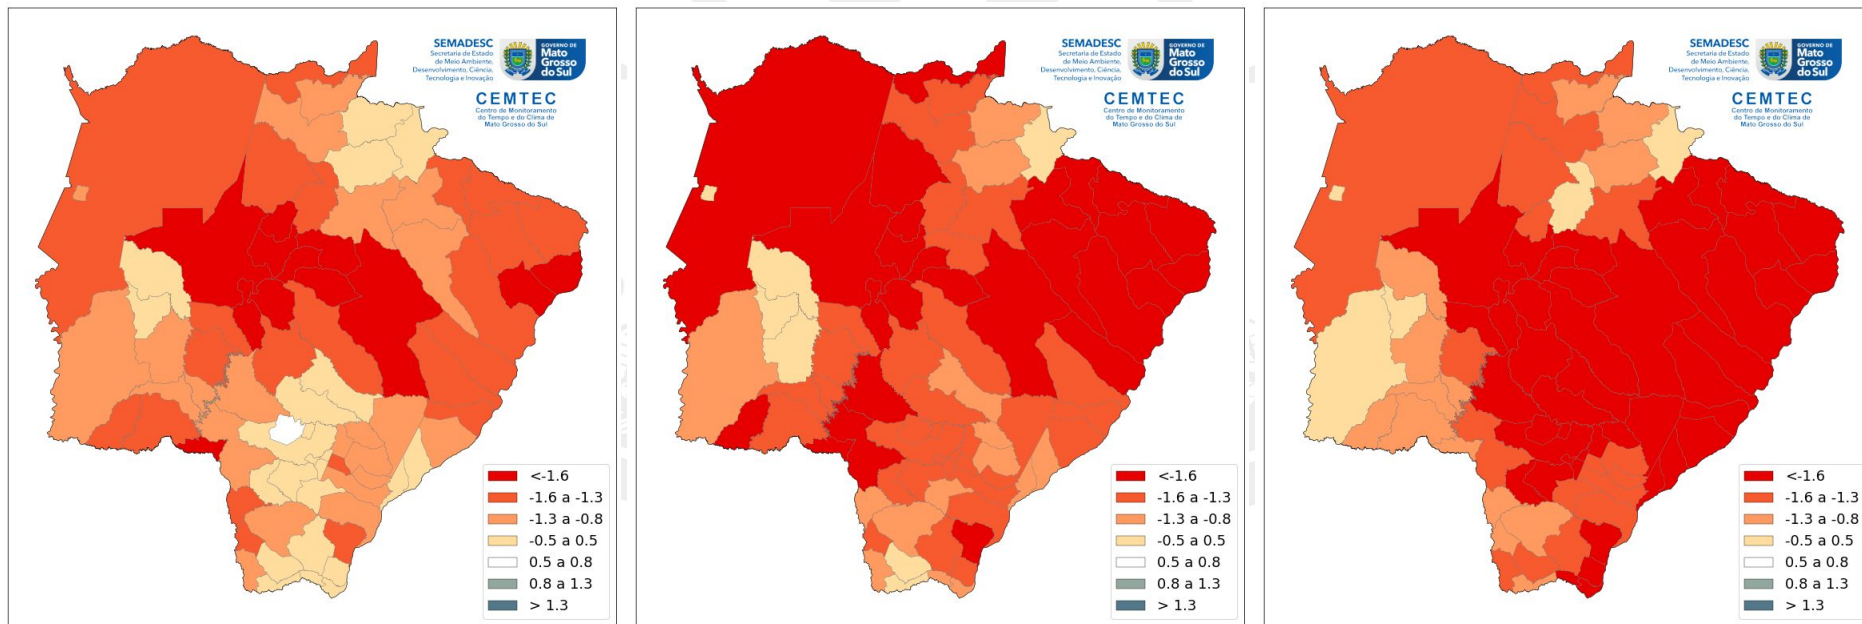 SEMADESC
Secretaria de Estado
de Meio Ambiente,
Desenvolvimento, Ciência,
Tecnologia e Inovação
GOVERNO DE
Mato
Grosso
do Sul
CEMTEC
Centro de Monitoramento
do Tempo e do Clima de
Mato Grosso do Sul
<-1.6
-1.6 a -1.3
-1.3 a -0.8
-0.5 a 0.5
0.5 a 0.8
0.8 a 1.3
> 1.3
SEMADESC
Secretaria de Estado
de Meio Ambiente,
Desenvolvimento, Ciência,
Tecnologia e Inovação
GOVERNO DE
Mato
Grosso
do Sul
CEMTEC
Centro de Monitoramento
do Tempo e do Clima de
Mato Grosso do Sul
<-1.6
-1.6 a -1.3
-1.3 a -0.8
-0.5 a 0.5
0.5 a 0.8
0.8 a 1.3
> 1.3
SEMADESC
Secretaria de Estado
de Meio Ambiente,
Desenvolvimento, Ciência,
Tecnologia e Inovação
GOVERNO DE
Mato
Grosso
do Sul
CEMTEC
Centro de Monitoramento
do Tempo e do Clima de
Mato Grosso do Sul
<-1.6
-1.6 a -1.3
-1.3 a -0.8
-0.5 a 0.5
0.5 a 0.8
0.8 a 1.3
> 1.3